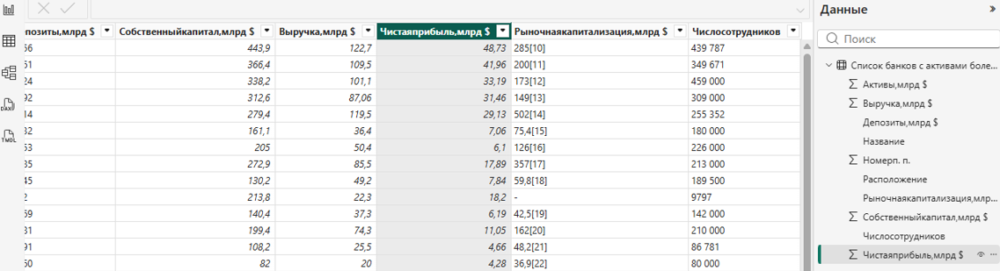 Данные
Поиск
позиты,млрд $ Собственныйкапитал,млрд $ Выручка,млрд $ Чистаяприбыль,млрд $ Рыночнаякапитализация,млрд $ Числосотрудников
56 443,9 122,7 48,73 285[10] 439 787
61 366,4 109,5 41,96 200[11] 349 671
24 338,2 101,1 33,19 173[12] 459 000
92 312,6 87,06 31,46 149[13] 309 000
14 279,4 119,5 29,13 502[14] 255 352
32 161,1 36,4 7,06 75,4[15] 180 000
53 205 50,4 6,1 126[16] 226 000
35 272,9 85,5 17,89 357[17] 213 000
45 130,2 49,2 7,84 59,8[18] 189 500
2 213,8 22,3 18,2 - 9797
69 140,4 37,3 6,19 42,5[19] 142 000
81 199,4 74,3 11,05 162[20] 210 000
91 108,2 25,5 4,66 48,2[21] 86 781
60 82 20 4,28 36,9[22] 80 000
DAX
TMDL
Список банков с активами боле...
Активы,млрд $
Выручка,млрд $
Депозиты,млрд $
Название
Номерп. п.
Расположение
Рыночнаякапитализация,млр...
Собственныйкапитал,млрд $
Числосотрудников
Чистаяприбыль,млрд $